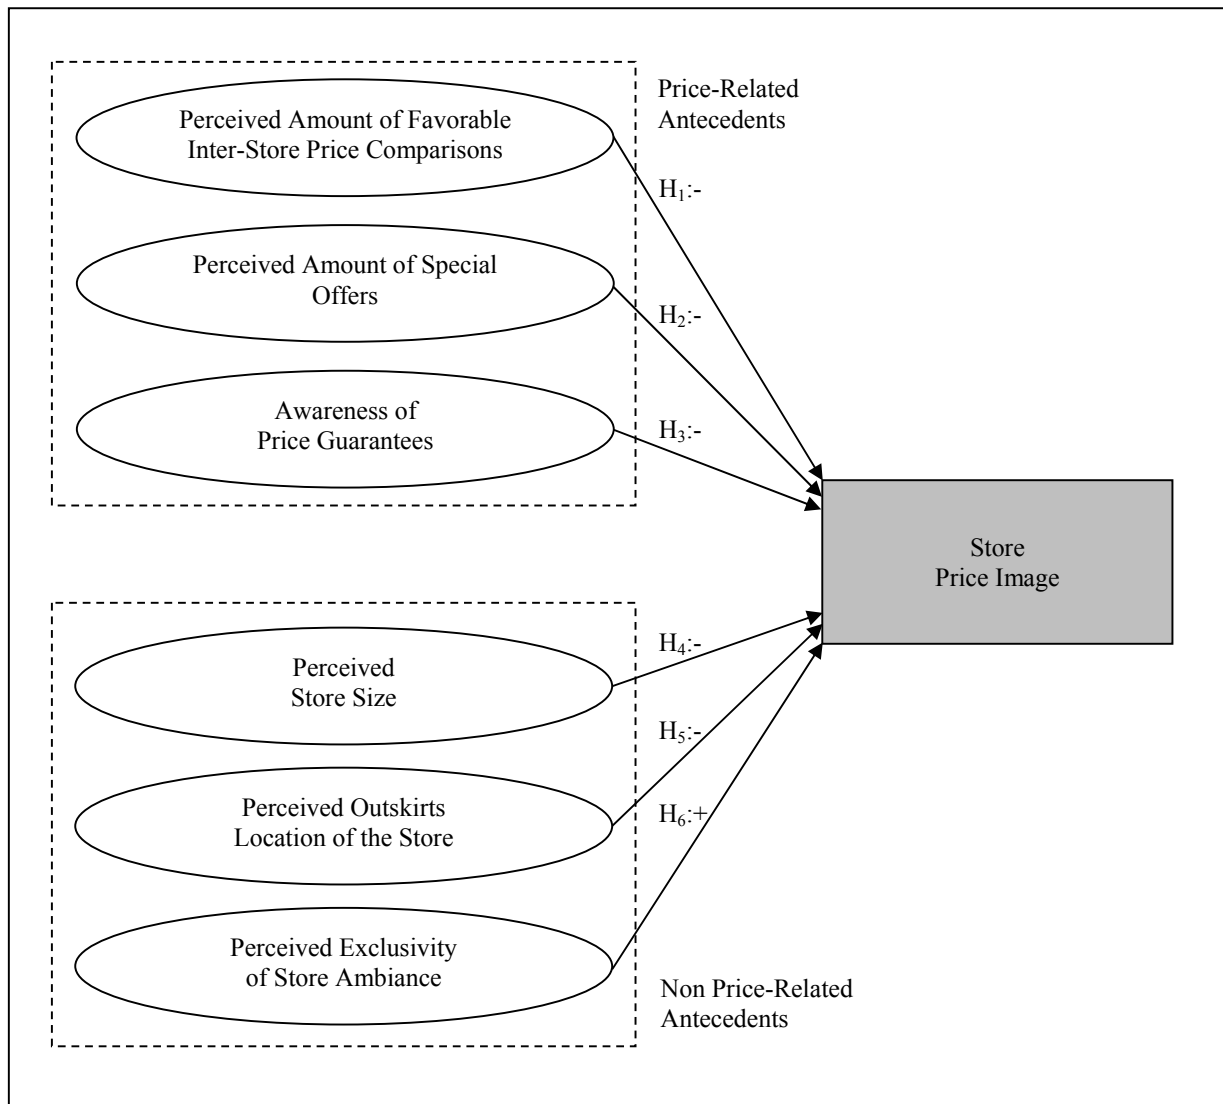 Price-Related
Antecedents
Perceived Amount of Favorable
Inter-Store Price Comparisons
H₁:-
Perceived Amount of Special
Offers
H₂:-
Awareness of
Price Guarantees
H₃:-
Store
Price Image
Perceived
Store Size
H₄:-
Perceived Outskirts
Location of the Store
H₅:-
H₆:+
Perceived Exclusivity
of Store Ambiance
Non Price-Related
Antecedents